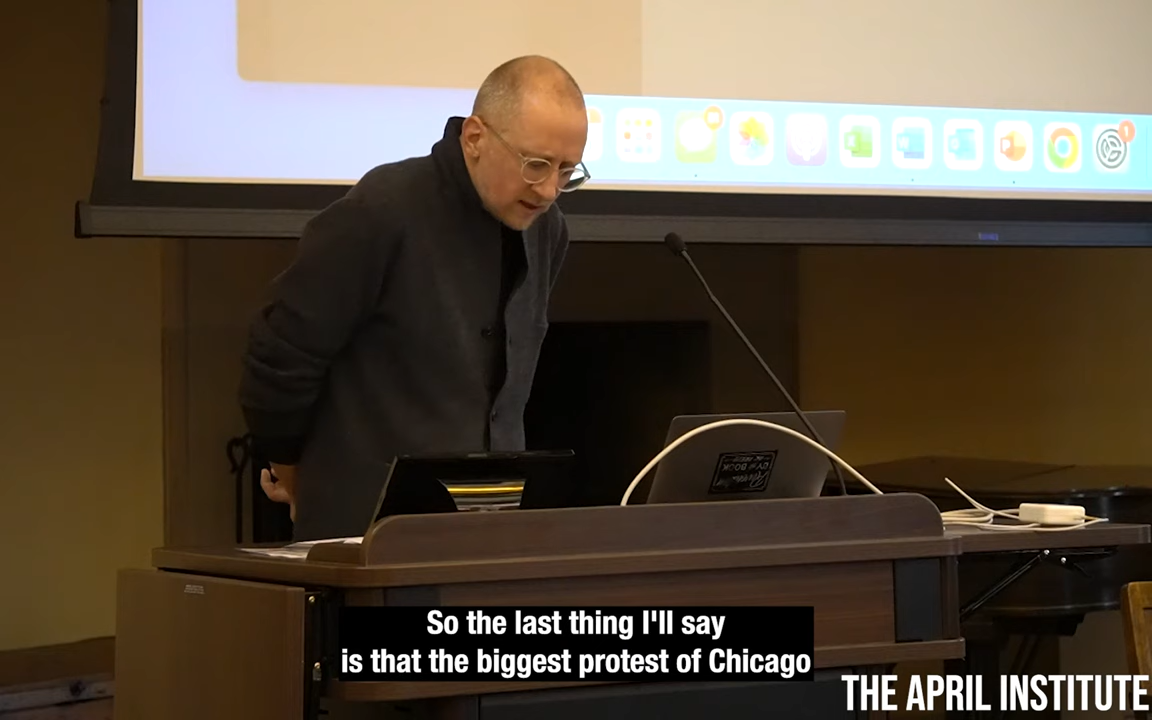 So the last thing I'll say
is that the biggest protest of Chicago
THE APRIL INSTITUTE